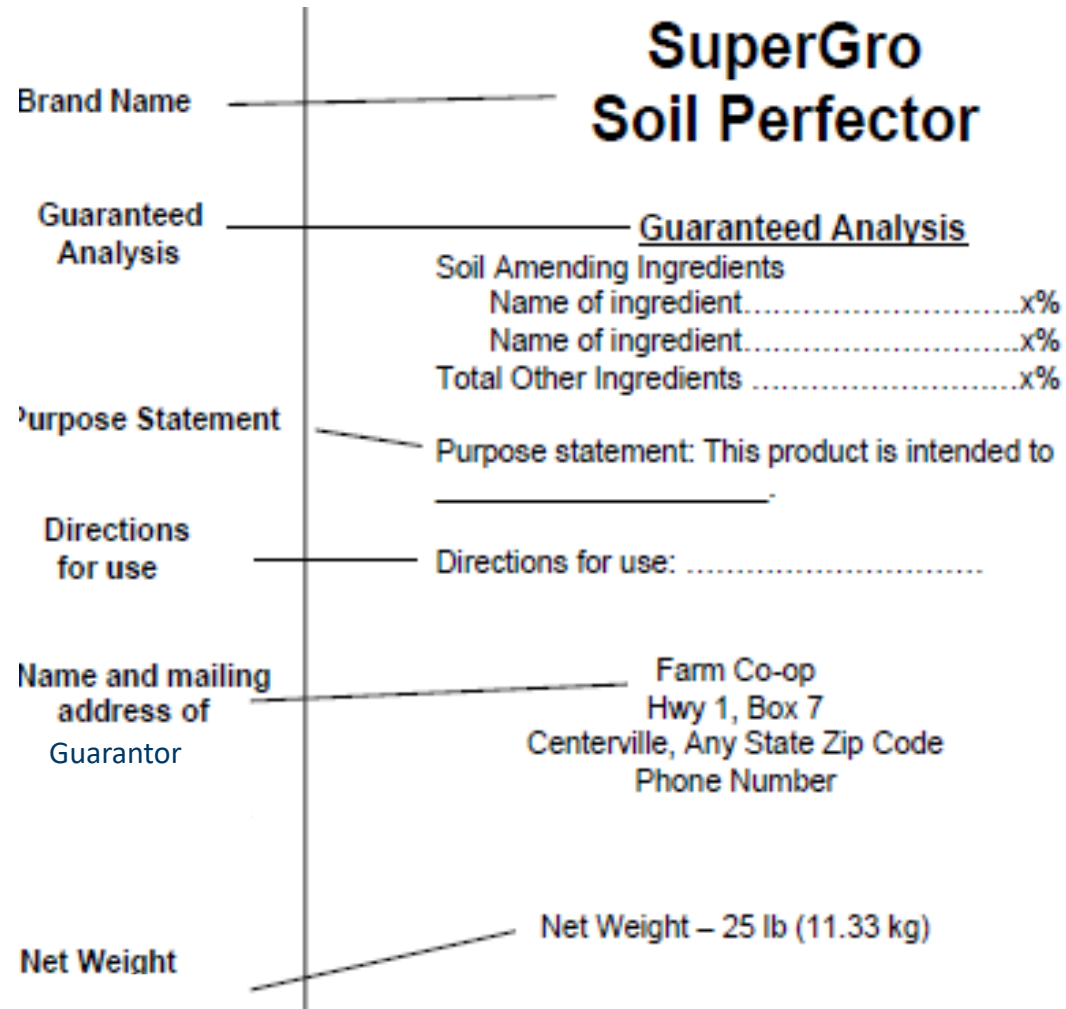 SuperGro
Soil Perfector
Brand Name
Guaranteed
Analysis
Guaranteed Analysis
Soil Amending Ingredients
Name of ingredient...............................x%
Name of ingredient...............................x%
Total Other Ingredients ..............................x%
Purpose Statement
Purpose statement: This product is intended to
____________________.
Directions
for use
Directions for use: .................................
Name and mailing
address of
Guarantor
Farm Co-op
Hwy 1, Box 7
Centerville, Any State Zip Code
Phone Number
Net Weight
Net Weight – 25 lb (11.33 kg)